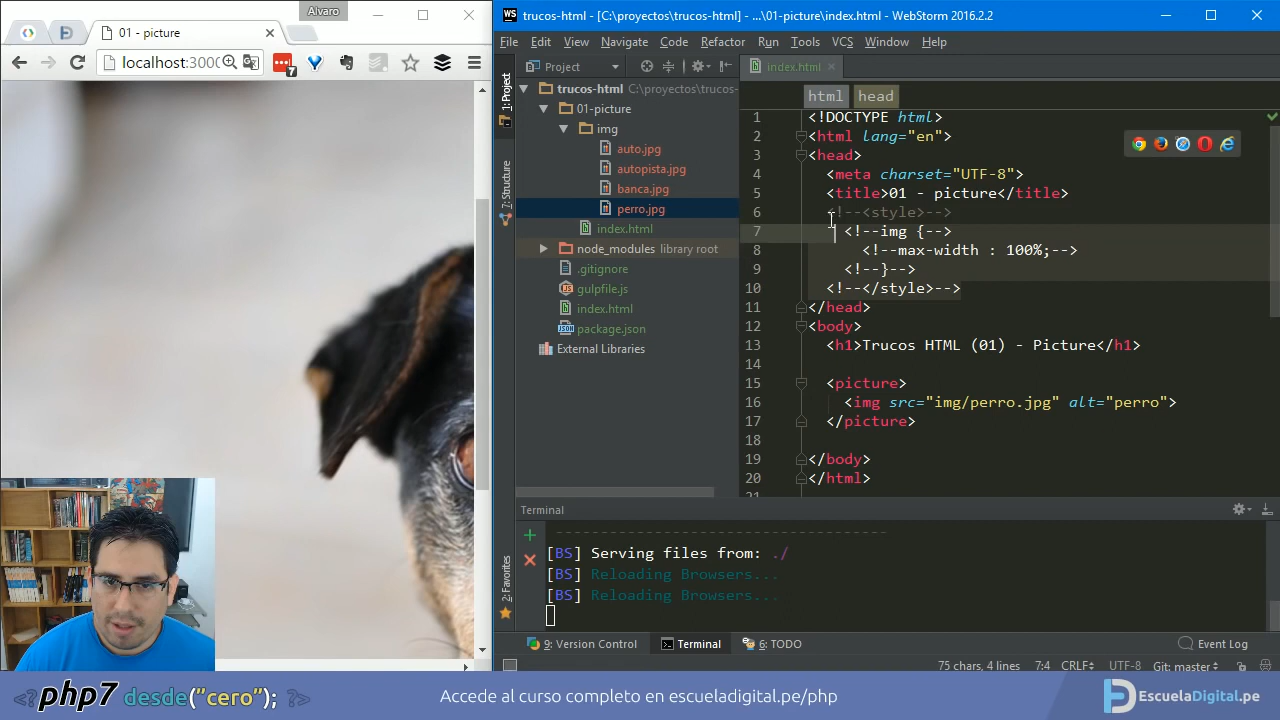 Alvaro
01 - picture
localhost:3000
7
trucos-html - [C:\proyectos\trucos-html] - ...\01-picture\index.html - WebStorm 2016.2.2
File Edit View Navigate Code Refactor Run Tools VCS Window Help
Project
index.html
1: Project
7: Structure
2: Favorites
trucos-html C:\proyectos\trucos-
01-picture
img
auto.jpg
autopista.jpg
banca.jpg
perro.jpg
index.html
node_modules library root
.gitignore
gulpfile.js
index.html
package.json
External Libraries
html head
1 <!DOCTYPE html>
2 <html lang="en">
3 <head>
4 <meta charset="UTF-8">
5 <title>01 - picture</title>
6 <!--<style>-->
7 <!--img {-->
8 <!--max-width : 100%;-->
9 <!--}-->
10 <!--</style>-->
11 </head>
12 <body>
13 <h1>Trucos HTML (01) - Picture</h1>
14
15 <picture>
16 <img src="img/perro.jpg" alt="perro">
17 </picture>
18
19 </body>
20 </html>
21
Terminal
------------------------------------
[BS] Serving files from: ./
[BS] Reloading Browsers...
[BS] Reloading Browsers...
9: Version Control Terminal 6: TODO Event Log
75 chars, 4 lines 7:4 CRLF UTF-8 Git: master
<?php7 desde("cero"); ?>
Accede al curso completo en escueladigital.pe/php
EscuelaDigital.pe